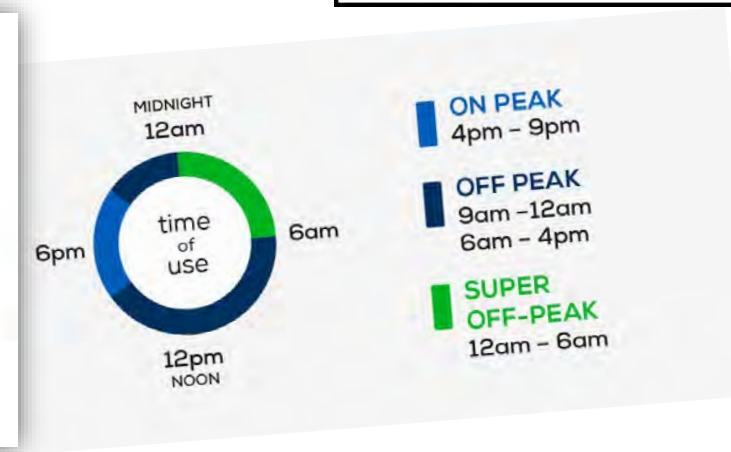 MIDNIGHT
12am
6pm
time
of
use
6am
12pm
NOON
ON PEAK
4pm – 9pm
OFF PEAK
9am –12am
6am – 4pm
SUPER
OFF-PEAK
12am – 6am